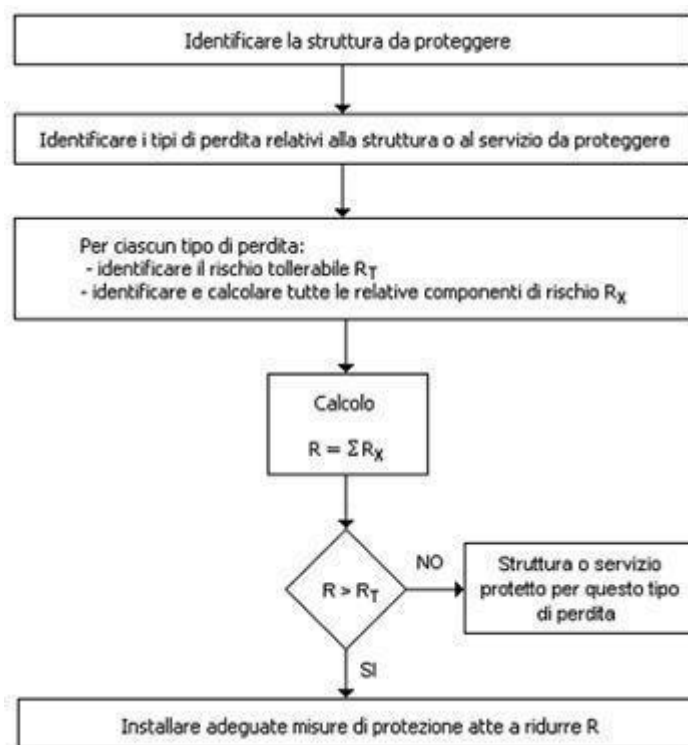 Identificare la struttura da proteggere
Identificare i tipi di perdita relativi alla struttura o al servizio da proteggere
Per ciascun tipo di perdita:
- identificare il rischio tollerabile RT
- identificare e calcolare tutte le relative componenti di rischio RX
Calcolo
R = ΣRX
R > RT
NO
Struttura o servizio
protetto per questo tipo
di perdita
SI
Installare adeguate misure di protezione atte a ridurre R